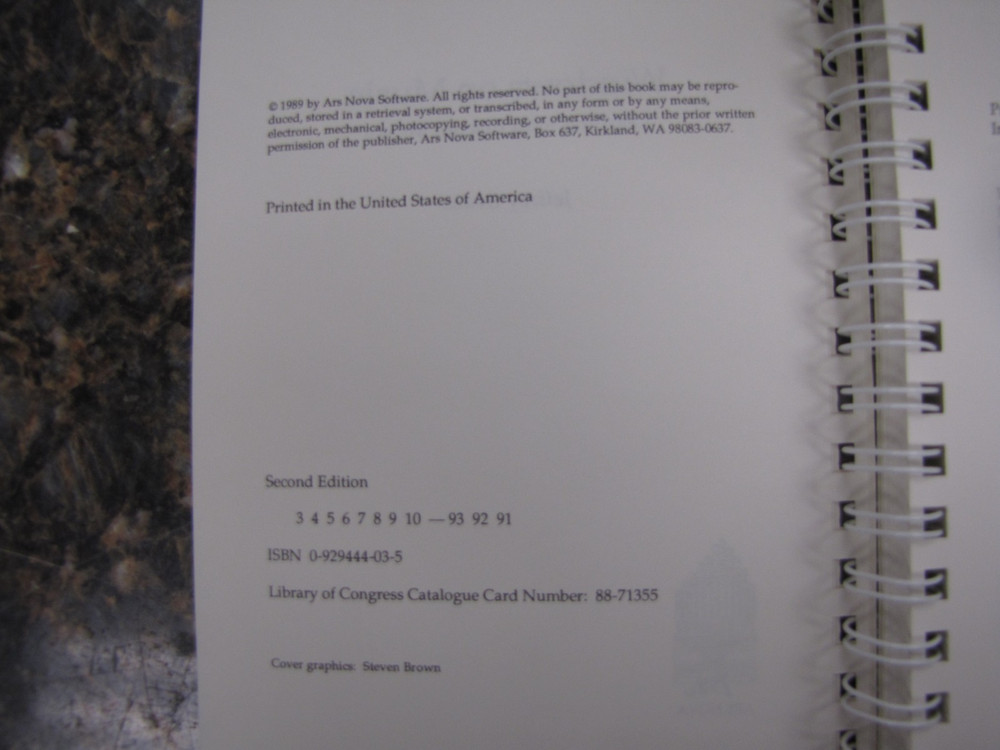 © 1989 by Ars Nova Software. All rights reserved. No part of this book may be repro-
duced, stored in a retrieval system, or transcribed, in any form or by any means,
electronic, mechanical, photocopying, recording, or otherwise, without the prior written
permission of the publisher, Ars Nova Software, Box 637, Kirkland, WA 98083-0637.
Printed in the United States of America
Second Edition
3 4 5 6 7 8 9 10 — 93 92 91
ISBN 0-929444-03-5
Library of Congress Catalogue Card Number: 88-71355
Cover graphics: Steven Brown